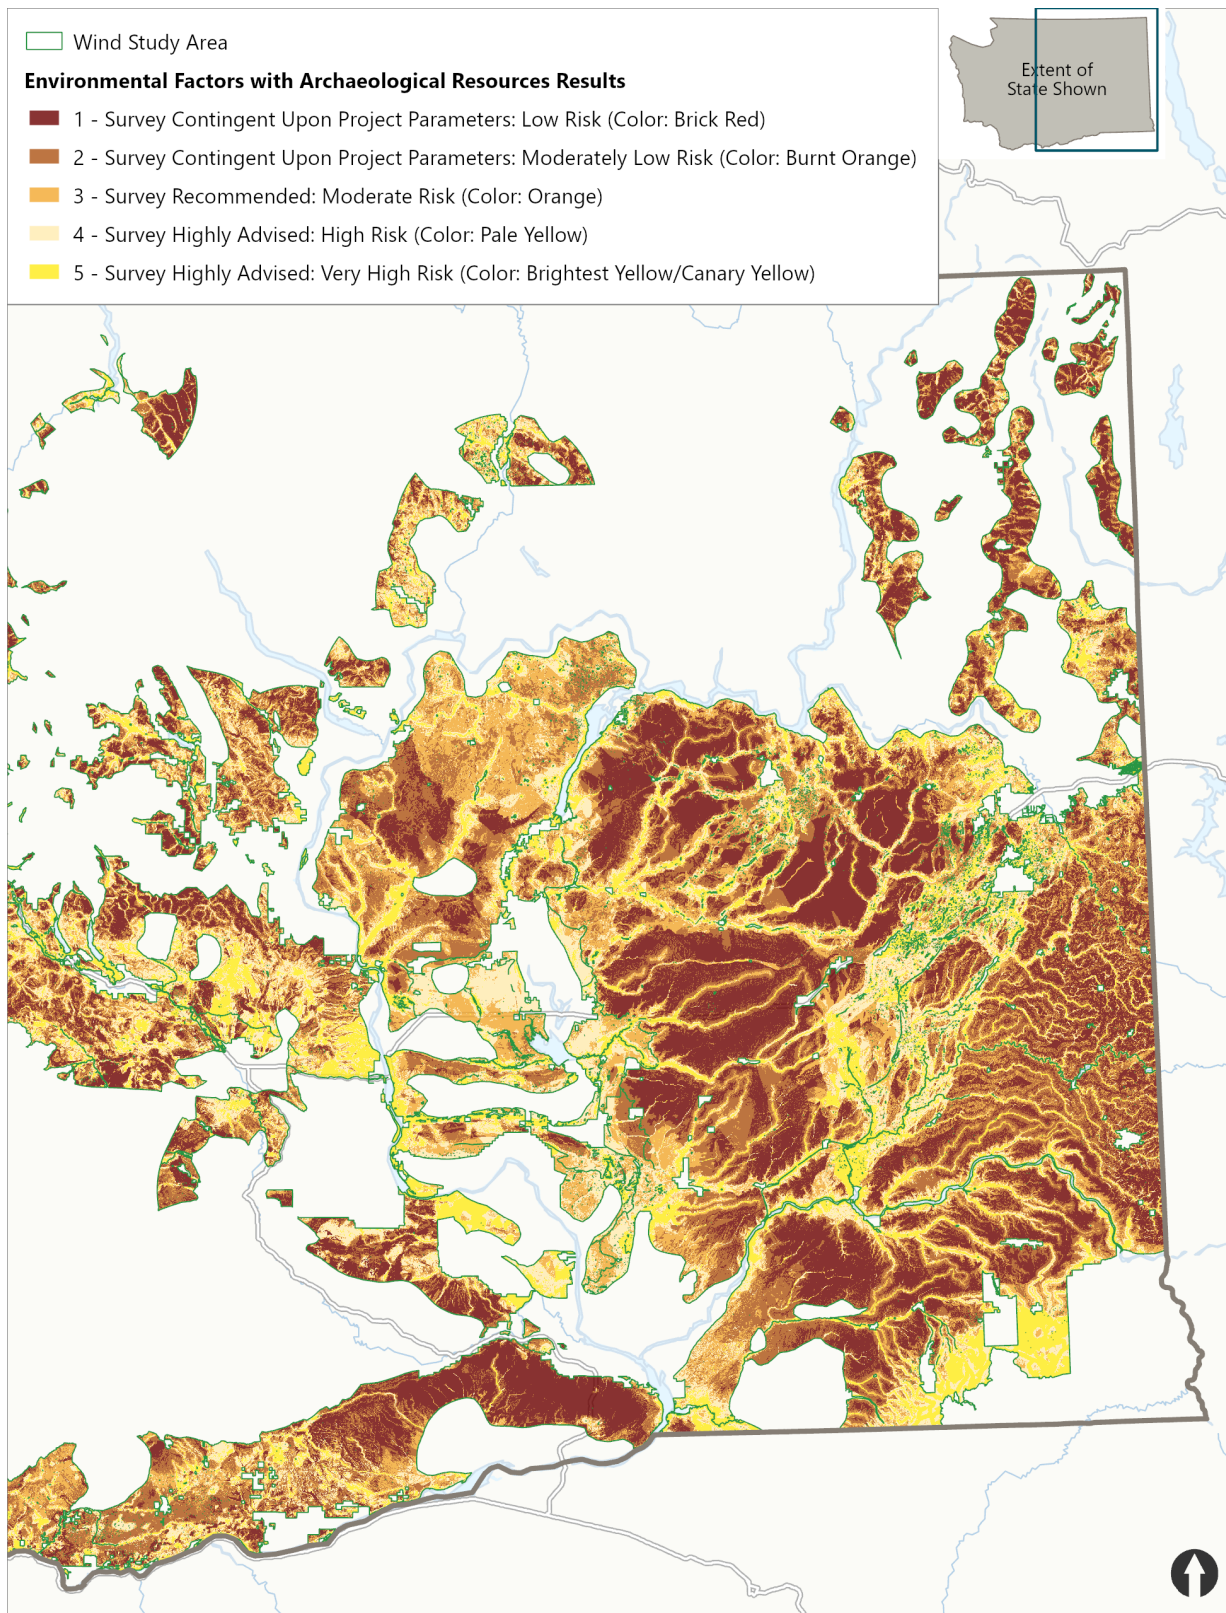 Wind Study Area
Environmental Factors with Archaeological Resources Results
1 - Survey Contingent Upon Project Parameters: Low Risk (Color: Brick Red)
2 - Survey Contingent Upon Project Parameters: Moderately Low Risk (Color: Burnt Orange)
3 - Survey Recommended: Moderate Risk (Color: Orange)
4 - Survey Highly Advised: High Risk (Color: Pale Yellow)
5 - Survey Highly Advised: Very High Risk (Color: Brightest Yellow/Canary Yellow)
Extent of
State Shown